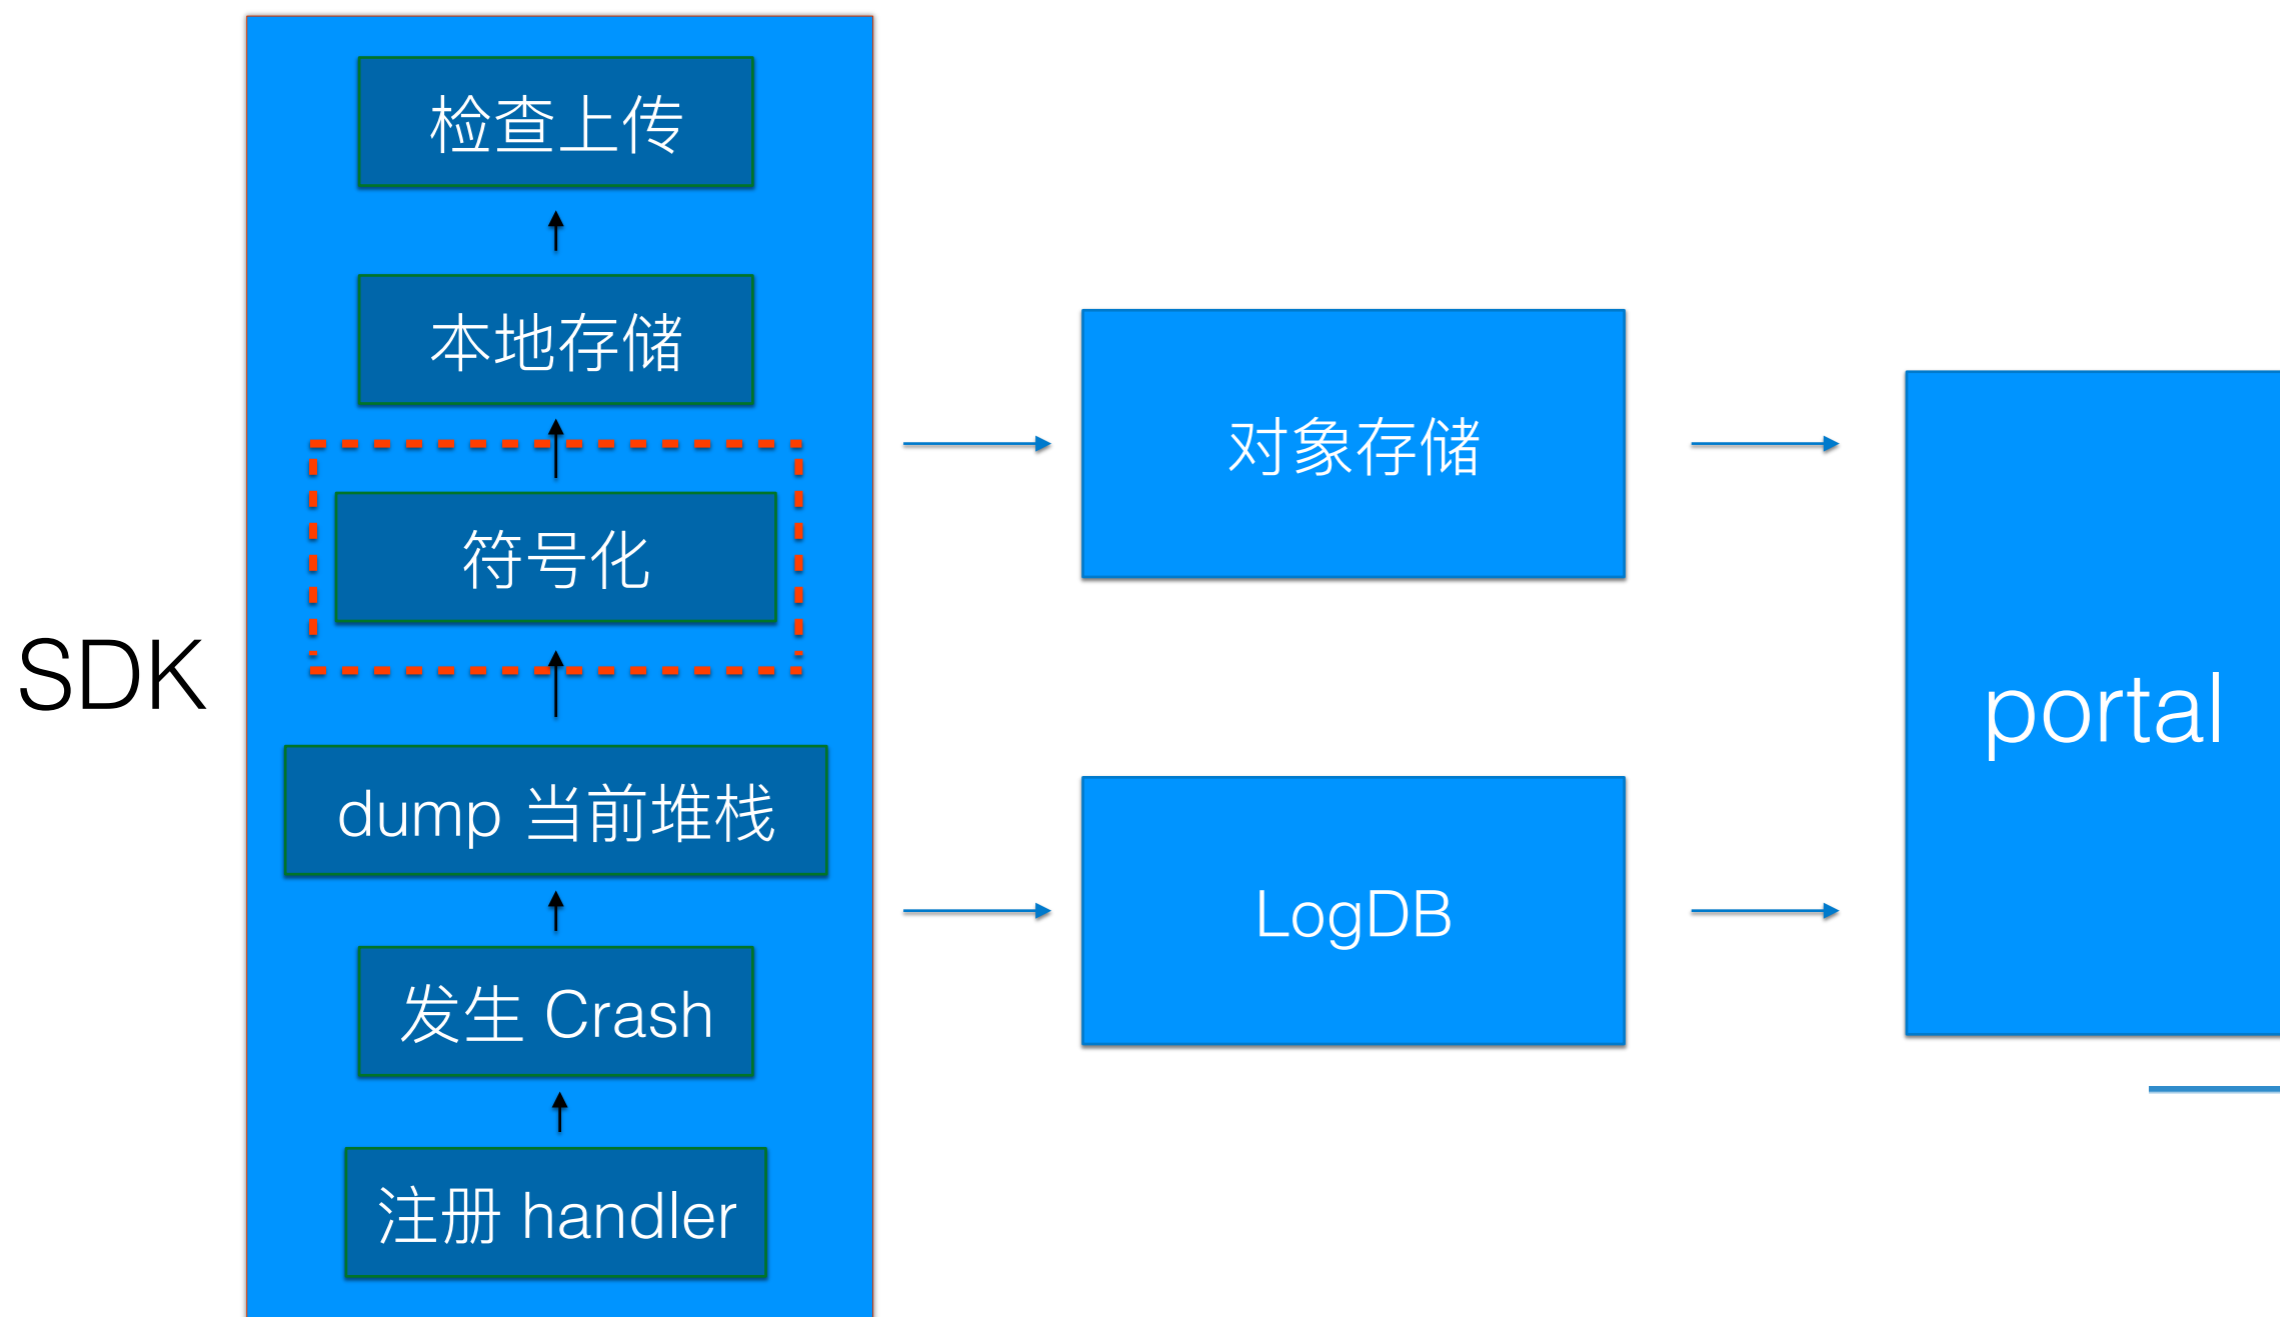 SDK
检查上传
本地存储
符号化
dump 当前堆栈
发生 Crash
注册 handler
对象存储
LogDB
portal